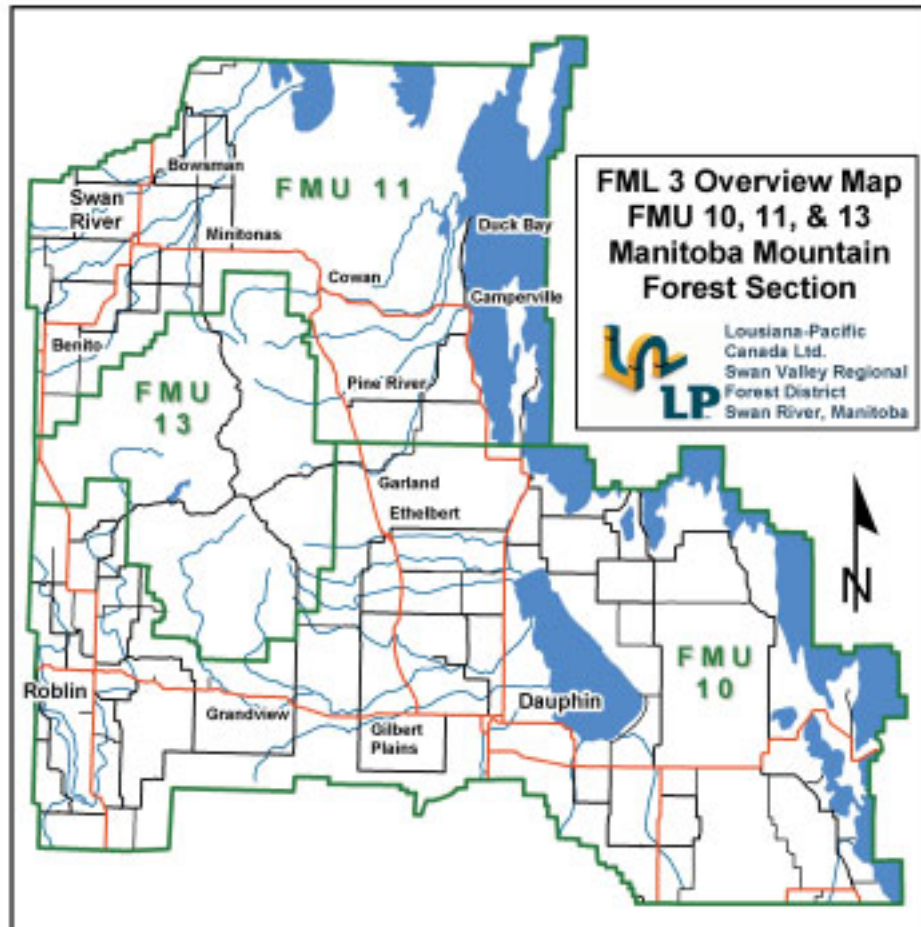 FML 3 Overview Map
FMU 10, 11, & 13
Manitoba Mountain
Forest Section
LP
Lousiana-Pacific
Canada Ltd.
Swan Valley Regional
Forest District
Swan River, Manitoba
Bowsman
FMU 11
Swan
River
Minitonas
Duck Bay
Cowan
Camperville
Benito
Pine River
FMU
13
Garland
Ethelbert
N
FMU
10
Roblin
Grandview
Dauphin
Gilbert
Plains